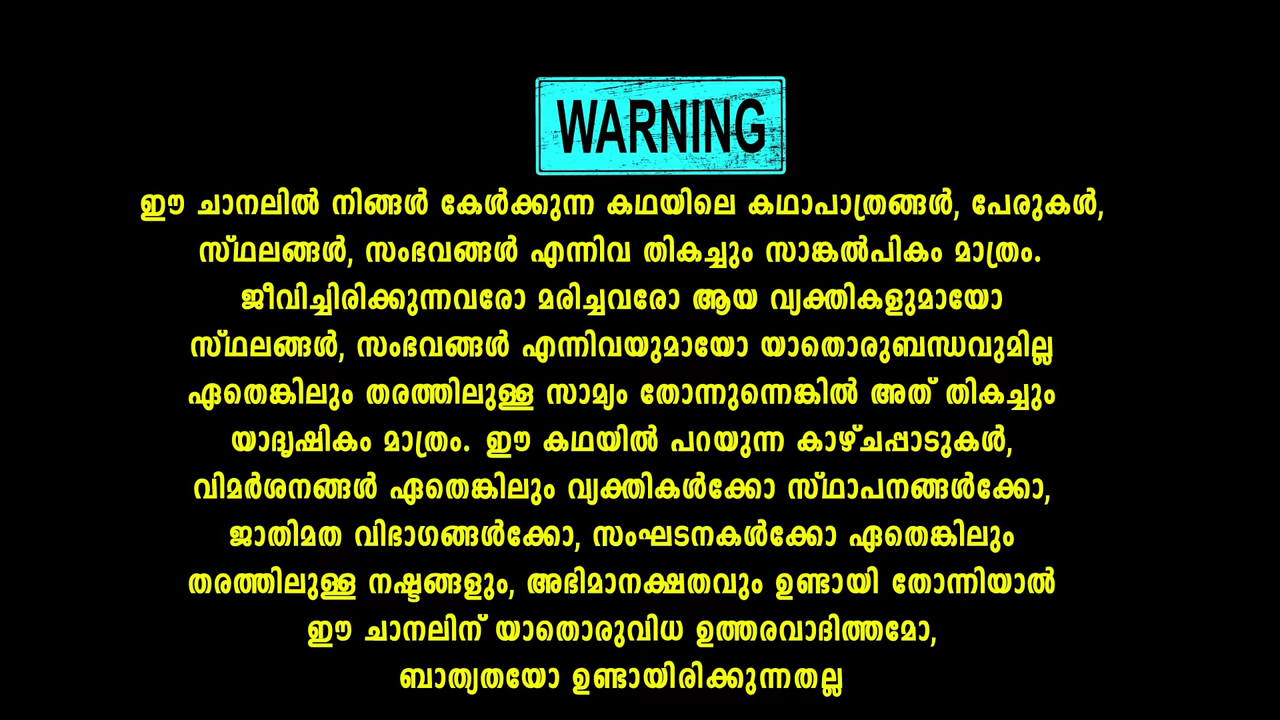 WARNING
ഈ ചാനലിൽ നിങ്ങൾ കേൾക്കുന്ന കഥയിലെ കഥാപാത്രങ്ങൾ, പേരുകൾ,
സ്ഥലങ്ങൾ, സംഭവങ്ങൾ എന്നിവ തികച്ചും സാങ്കൽപികം മാത്രം.
ജീവിച്ചിരിക്കുന്നവരോ മരിച്ചവരോ ആയ വ്യക്തികളുമായോ
സ്ഥലങ്ങൾ, സംഭവങ്ങൾ എന്നിവയുമായോ യാതൊരുബന്ധവുമില്ല
ഏതെങ്കിലും തരത്തിലുള്ള സാമ്യം തോന്നുന്നെങ്കിൽ അത് തികച്ചും
യാദൃഷികം മാത്രം. ഈ കഥയിൽ പറയുന്ന കാഴ്ചപ്പാടുകൾ,
വിമർശനങ്ങൾ ഏതെങ്കിലും വ്യക്തികൾക്കോ സ്ഥാപനങ്ങൾക്കോ,
ജാതിമത വിഭാഗങ്ങൾക്കോ, സംഘടനകൾക്കോ ഏതെങ്കിലും
തരത്തിലുള്ള നഷ്ടങ്ങളും, അഭിമാനക്ഷതവും ഉണ്ടായി തോന്നിയാൽ
ഈ ചാനലിന് യാതൊരുവിധ ഉത്തരവാദിത്തമോ,
ബാത്യതയോ ഉണ്ടായിരിക്കുന്നതല്ല